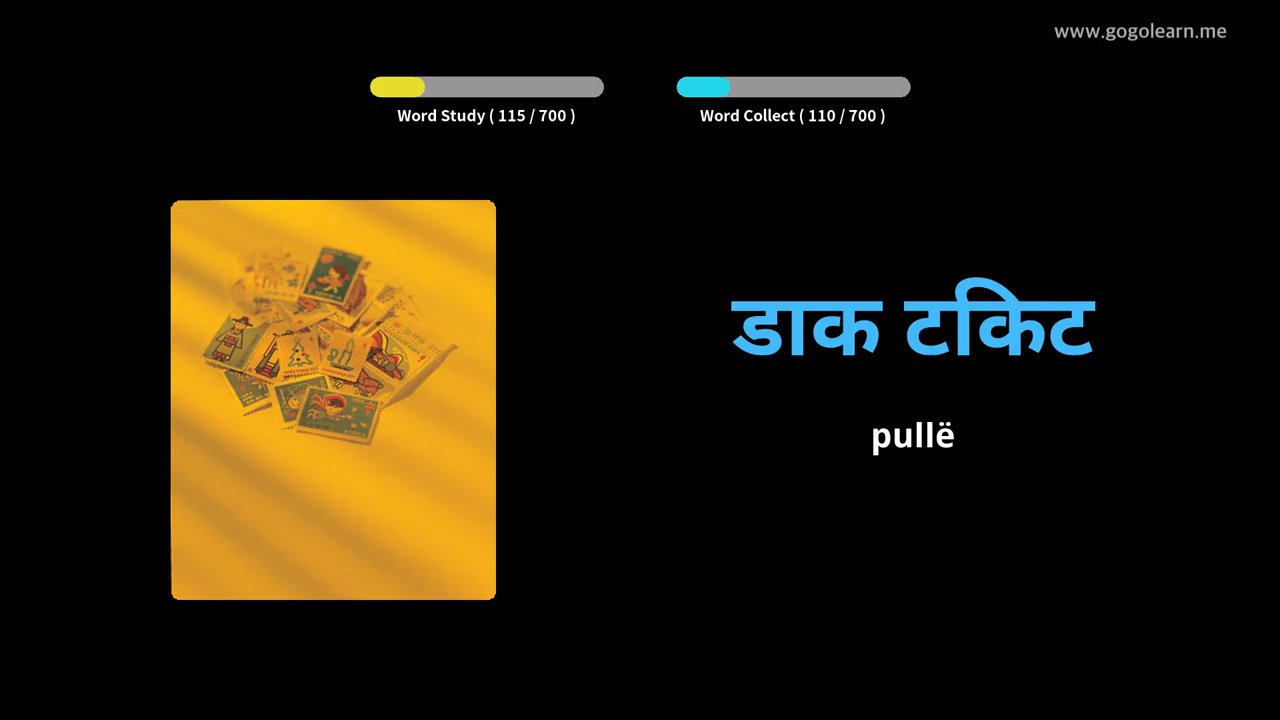 www.gogolearn.me
Word Study ( 115 / 700 )
Word Collect ( 110 / 700 )
डाक टिकट
pullë